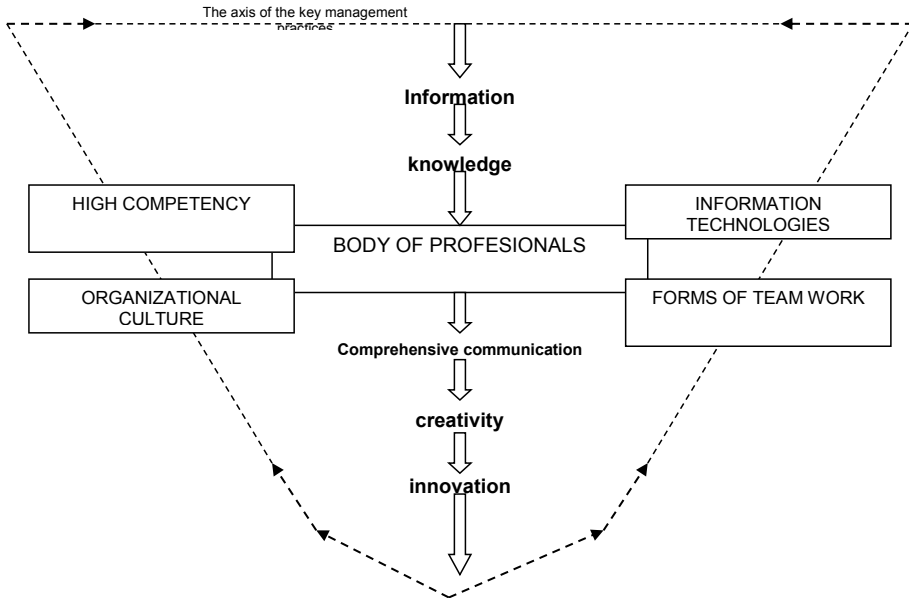 The axis of the key management
practices
Information
knowledge
HIGH COMPETENCY
INFORMATION
TECHNOLOGIES
BODY OF PROFESIONALS
ORGANIZATIONAL
CULTURE
FORMS OF TEAM WORK
Comprehensive communication
creativity
innovation